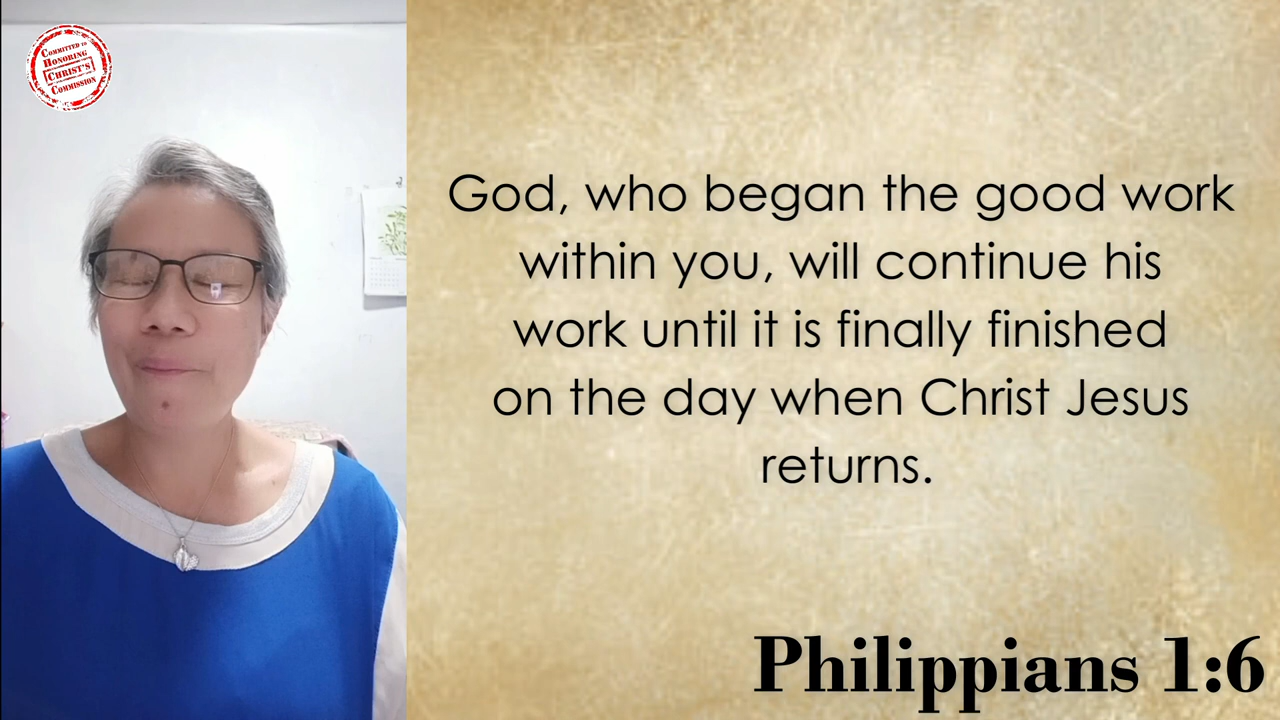 COMMITTED TO
HONORING
CHRIST'S
COMMISSION
God, who began the good work
within you, will continue his
work until it is finally finished
on the day when Christ Jesus
returns.
Philippians 1:6